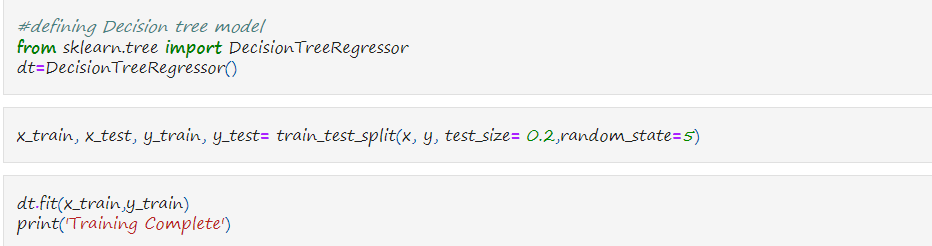 #defining Decision tree model
from sklearn.tree import DecisionTreeRegressor
dt=DecisionTreeRegressor()
x_train, x_test, y_train, y_test= train_test_split(x, y, test_size= 0.2,random_state=5)
dt.fit(x_train,y_train)
print('Training Complete')